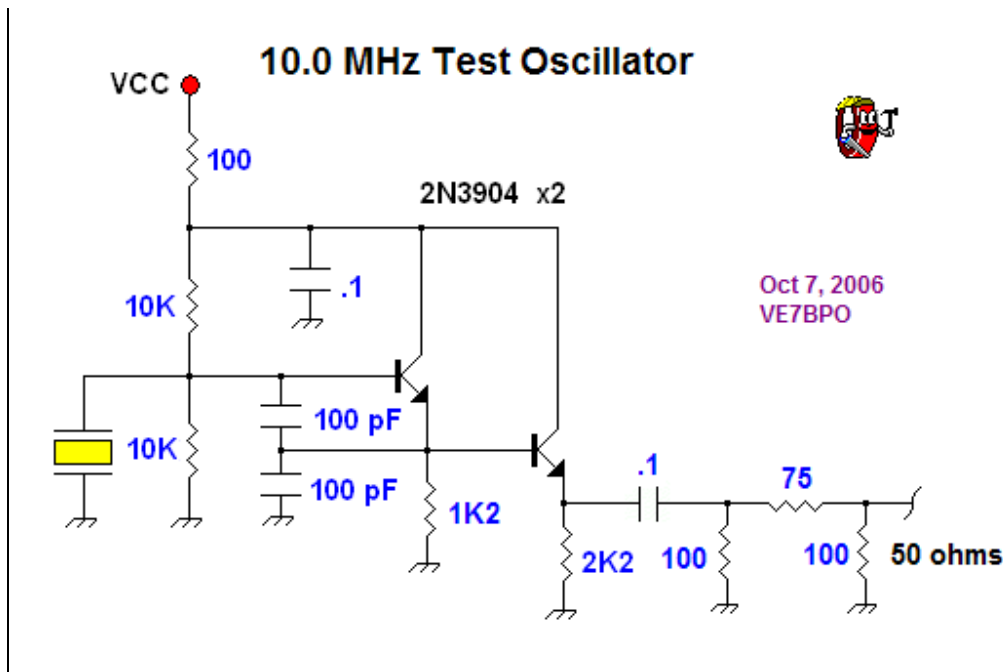 10.0 MHz Test Oscillator
VCC
100
2N3904 x2
.1
10K
Oct 7, 2006
VE7BPO
100 pF
10K
100 pF
.1
75
1K2
2K2
100
100
50 ohms